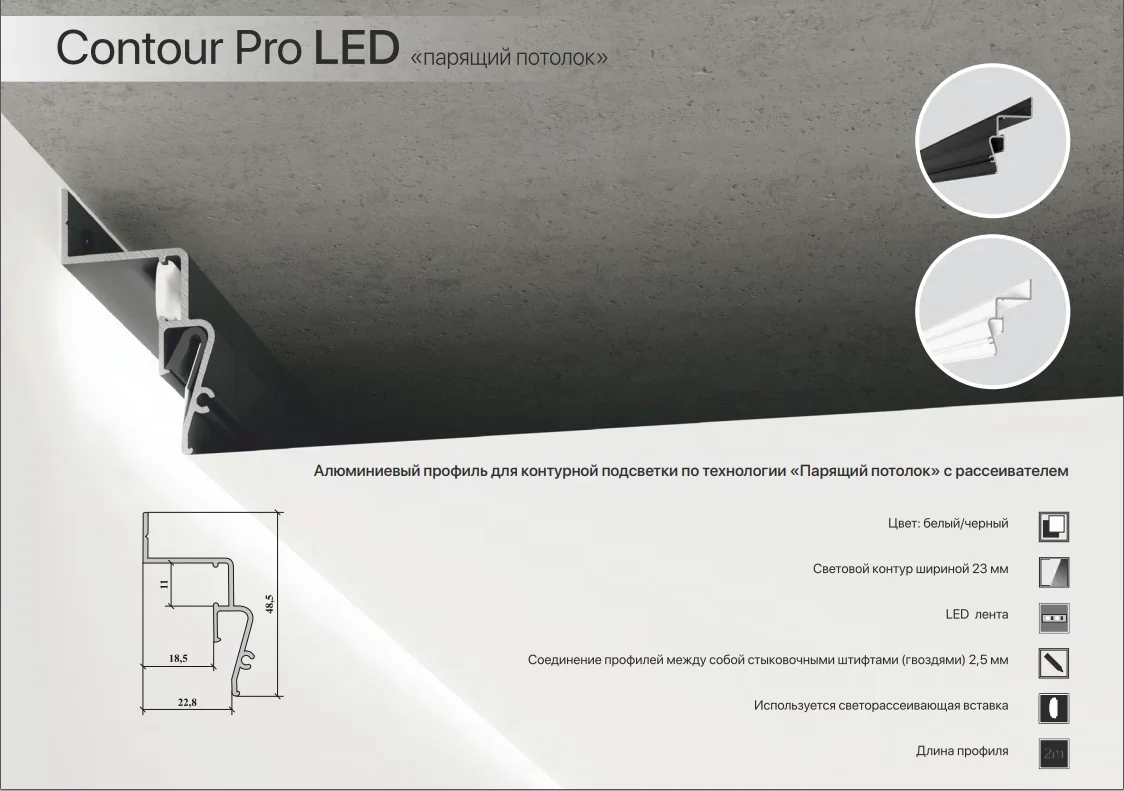 Contour Pro LED «парящий потолок»
Алюминиевый профиль для контурной подсветки по технологии «Парящий потолок» с рассеивателем
Цвет: белый/черный
Световой контур шириной 23 мм
LED лента
Соединение профилей между собой стыковочными штифтами (гвоздями) 2,5 мм
Используется светорассеивающая вставка
Длина профиля
2m
11
48,5
18,5
22,8